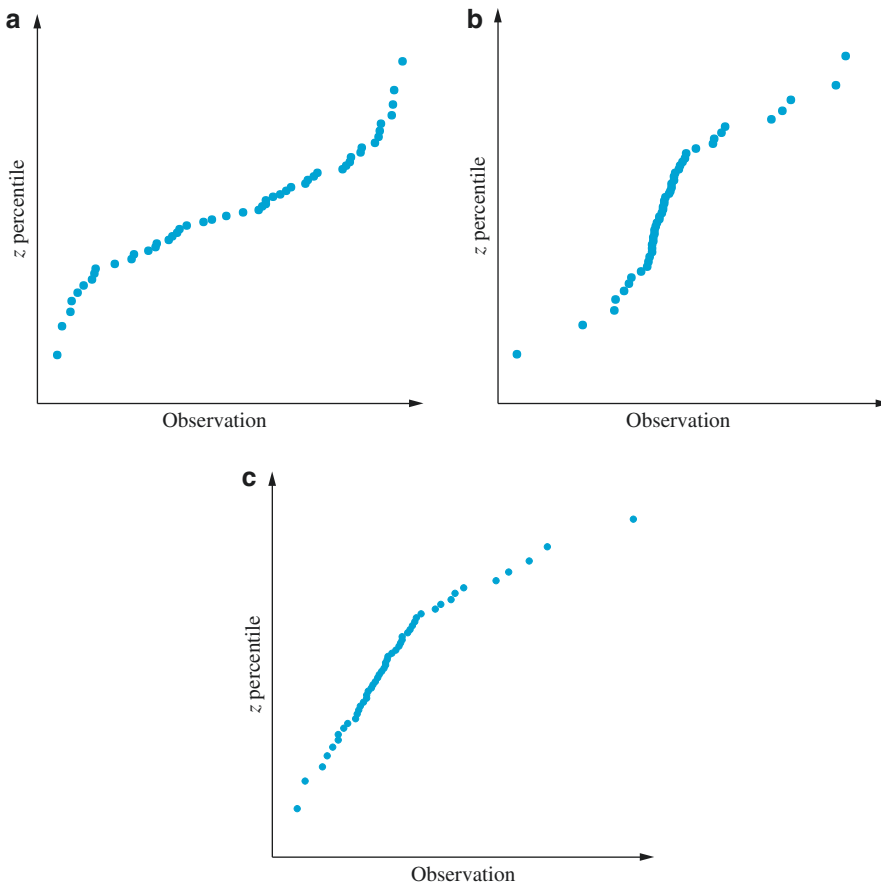 a
z percentile
Observation
b
z percentile
Observation
c
z percentile
Observation